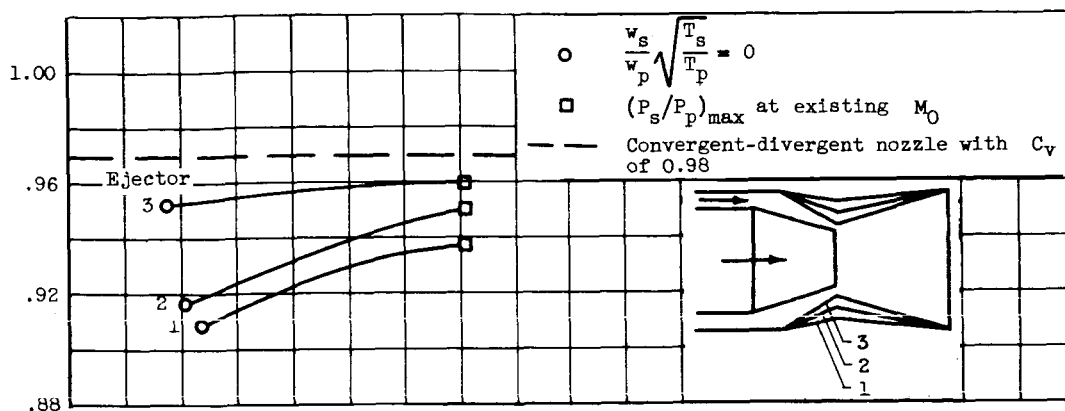 1.00
.96
.92
.88
Ejector
3
2
1
w_s/w_p √(T_s/T_p) = 0
(P_s/P_p)_max at existing M_0
Convergent-divergent nozzle with C_V
of 0.98
3
2
1